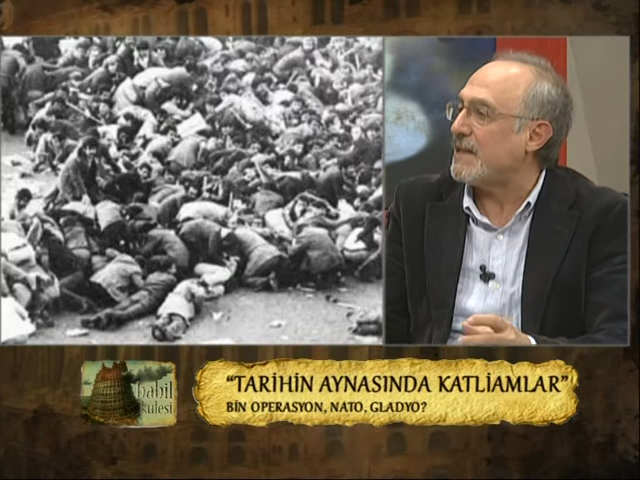 babil
kulesi
“TARİHİN AYNASINDA KATLİAMLAR”
BİN OPERASYON, NATO, GLADYO?